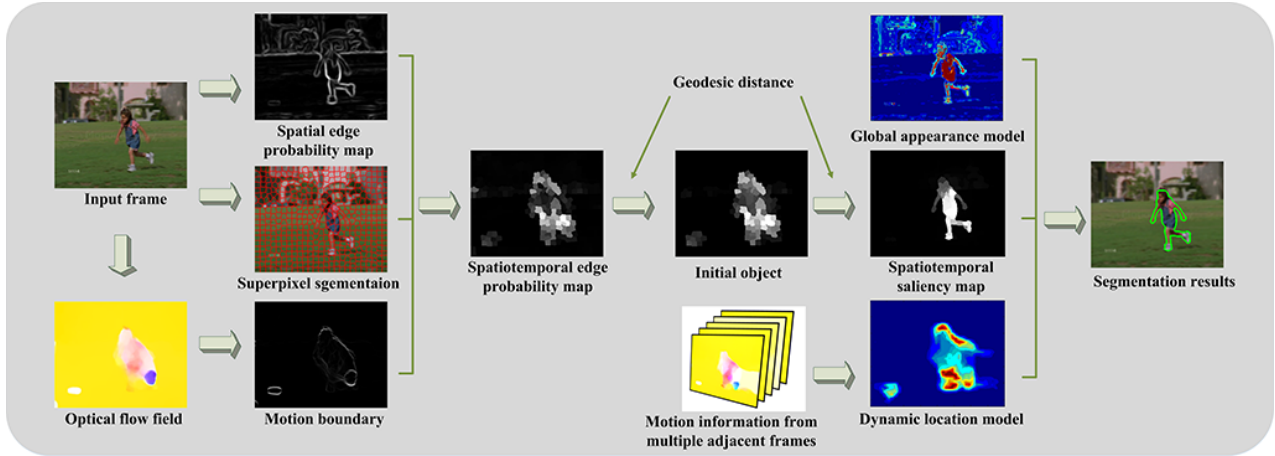 Input frame
Spatial edge
probability map
Superpixel sgementaion
Optical flow field
Motion boundary
Spatiotemporal edge
probability map
Geodesic distance
Initial object
Global appearance model
Spatiotemporal
saliency map
Motion information from
multiple adjacent frames
Dynamic location model
Segmentation results